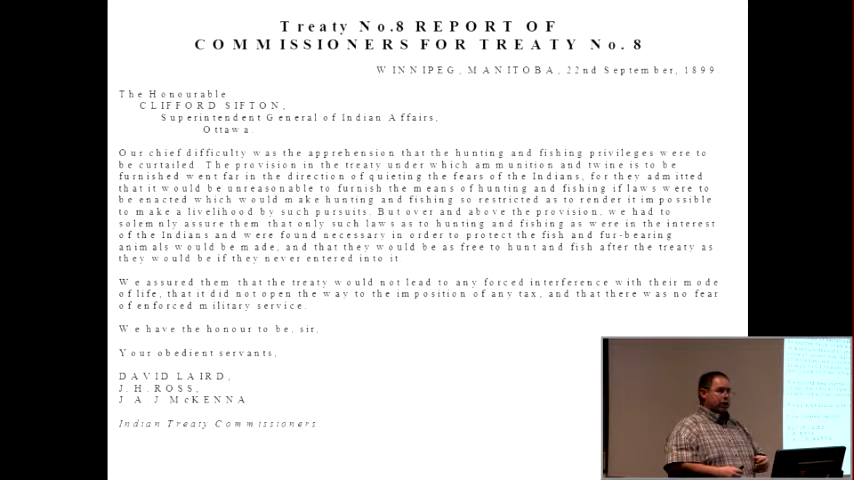 Treaty No.8 REPORT OF
COMMISSIONERS FOR TREATY No. 8
WINNIPEG, MANITOBA, 22nd September, 1899
The Honourable
CLIFFORD SIFTON,
Superintendent General of Indian Affairs,
Ottawa.
Our chief difficulty was the apprehension that the hunting and fishing privileges were to
be curtailed. The provision in the treaty under which ammunition and twine is to be
furnished went far in the direction of quieting the fears of the Indians, for they admitted
that it would be unreasonable to furnish the means of hunting and fishing if laws were to
be enacted which would make hunting and fishing so restricted as to render it impossible
to make a livelihood by such pursuits. But over and above the provision, we had to
solemnly assure them that only such laws as to hunting and fishing as were in the interest
of the Indians and were found necessary in order to protect the fish and fur-bearing
animals would be made, and that they would be as free to hunt and fish after the treaty as
they would be if they never entered into it.
We assured them that the treaty would not lead to any forced interference with their mode
of life, that it did not open the way to the imposition of any tax, and that there was no fear
of enforced military service.
We have the honour to be, sir,
Your obedient servants,
DAVID LAIRD,
J. H. ROSS,
J. A. J McKENNA
Indian Treaty Commissioners